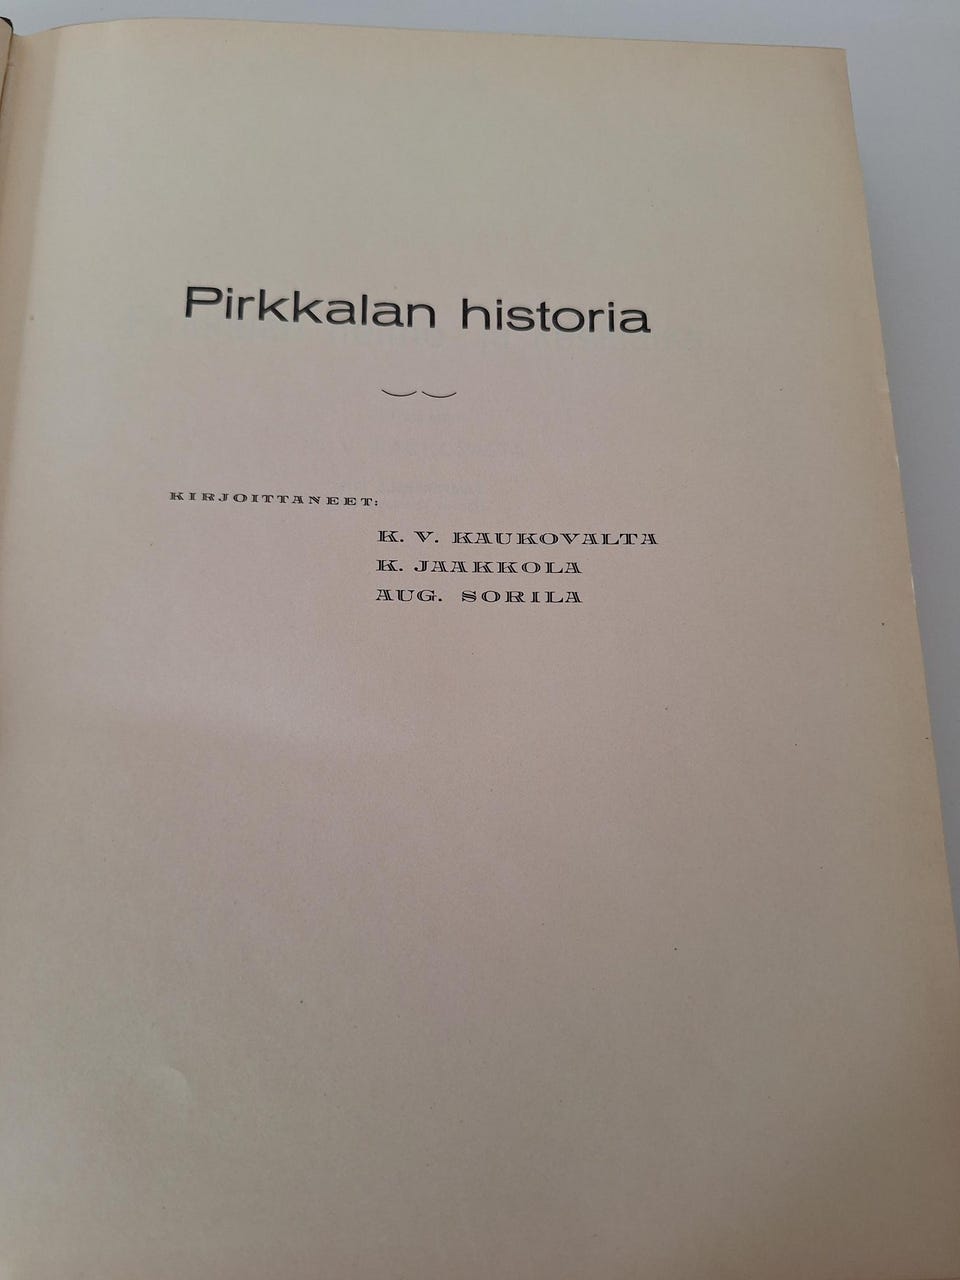 Pirkkalan historia
KIRJOITTANEET:
K. V. KAUKOVALTA
K. JAAKKOLA
AUG. SORILA